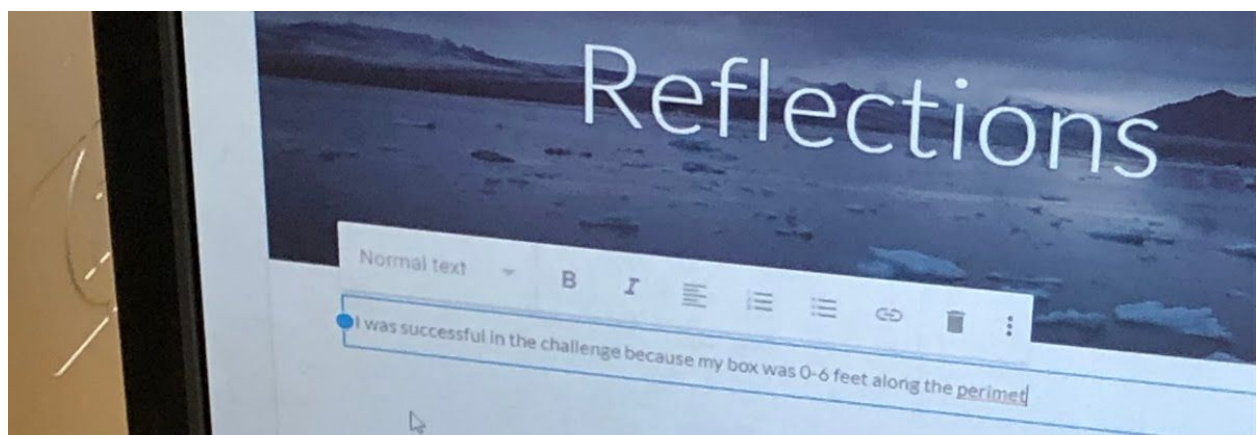 Reflections
Normal text
B I
I was successful in the challenge because my box was 0-6 feet along the perimet